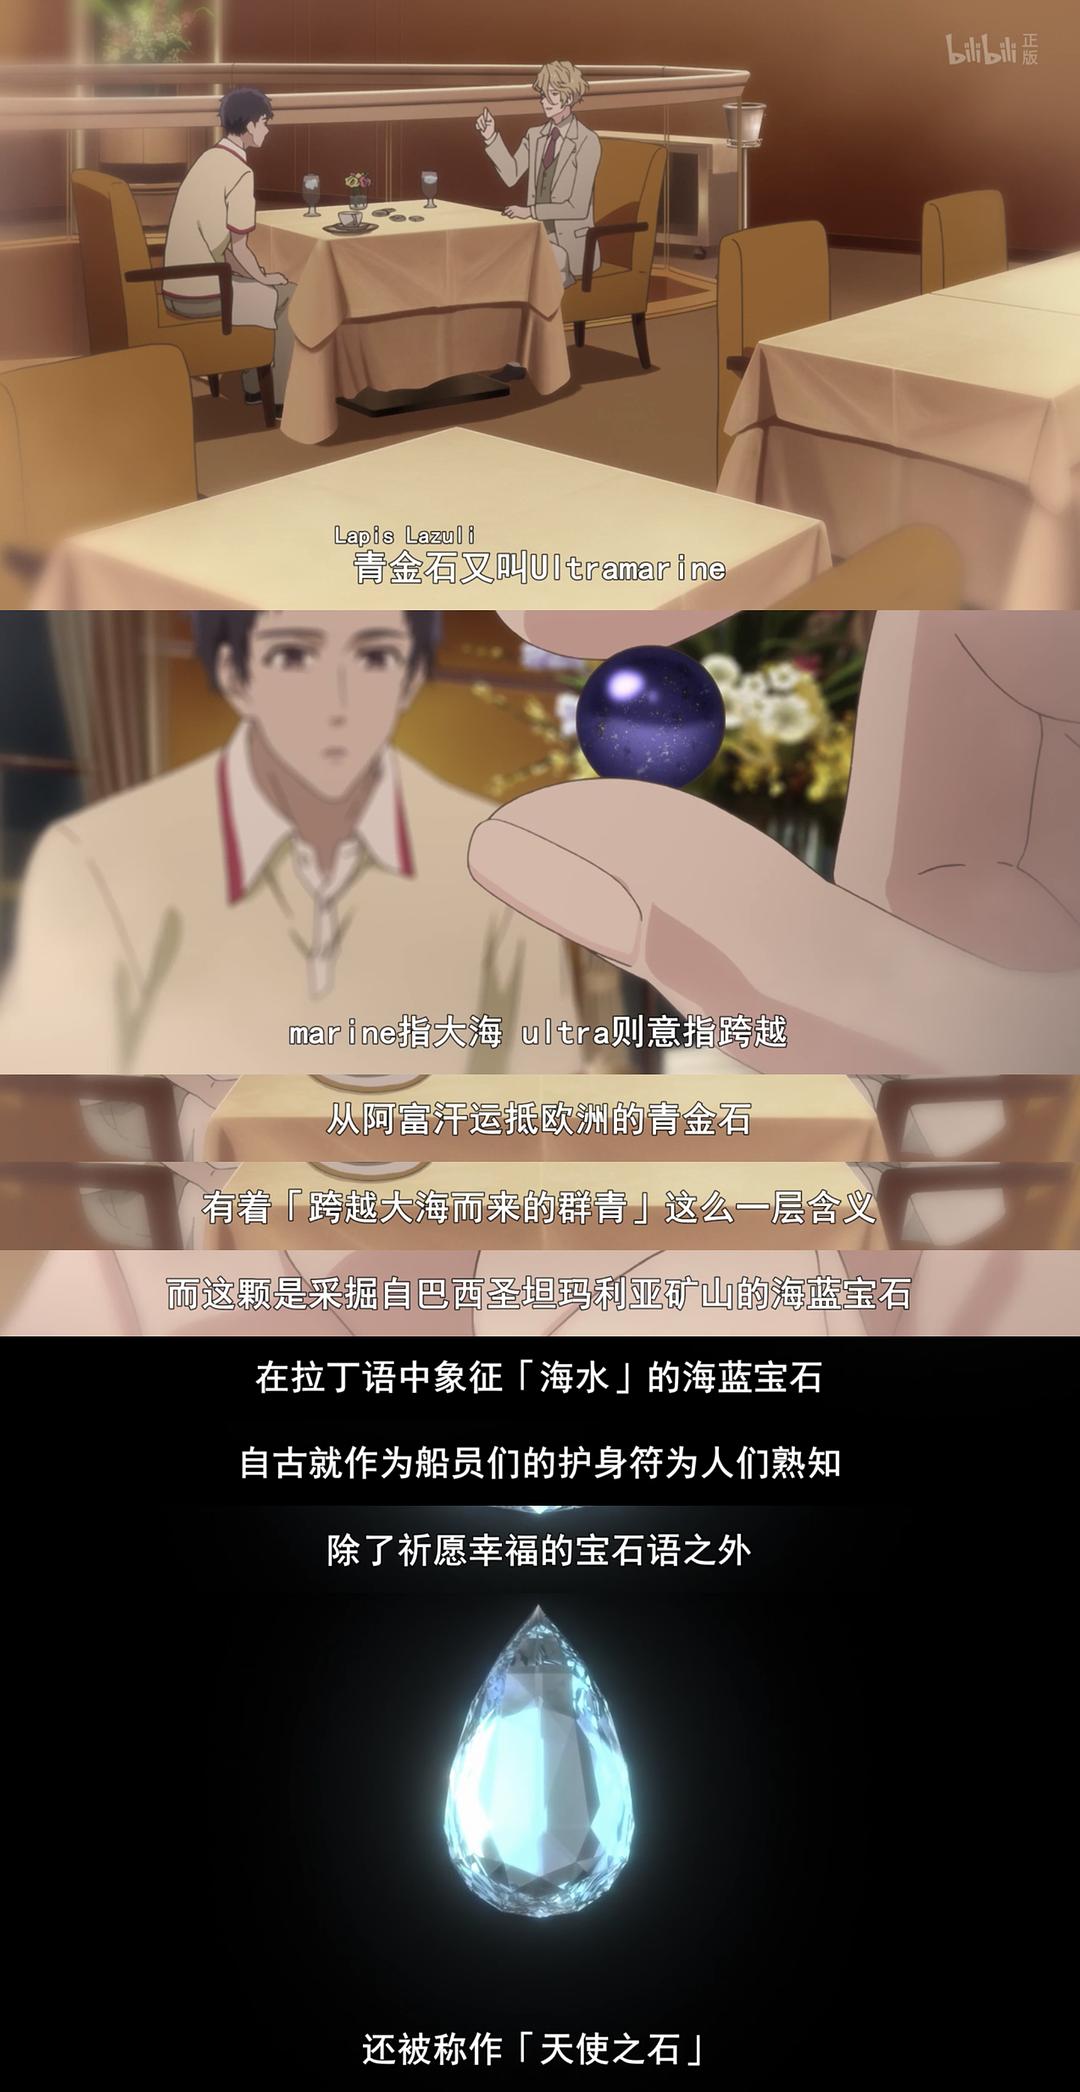 bilibili 正版
Lapis Lazuli
青金石又叫Ultramarine
marine指大海 ultra则意指跨越
从阿富汗运抵欧洲的青金石
有着「跨越大海而来的群青」这么一层含义
而这颗是采掘自巴西圣坦玛利亚矿山的海蓝宝石
在拉丁语中象征「海水」的海蓝宝石
自古就作为船员们的护身符为人们熟知
除了祈愿幸福的宝石语之外
还被称作「天使之石」